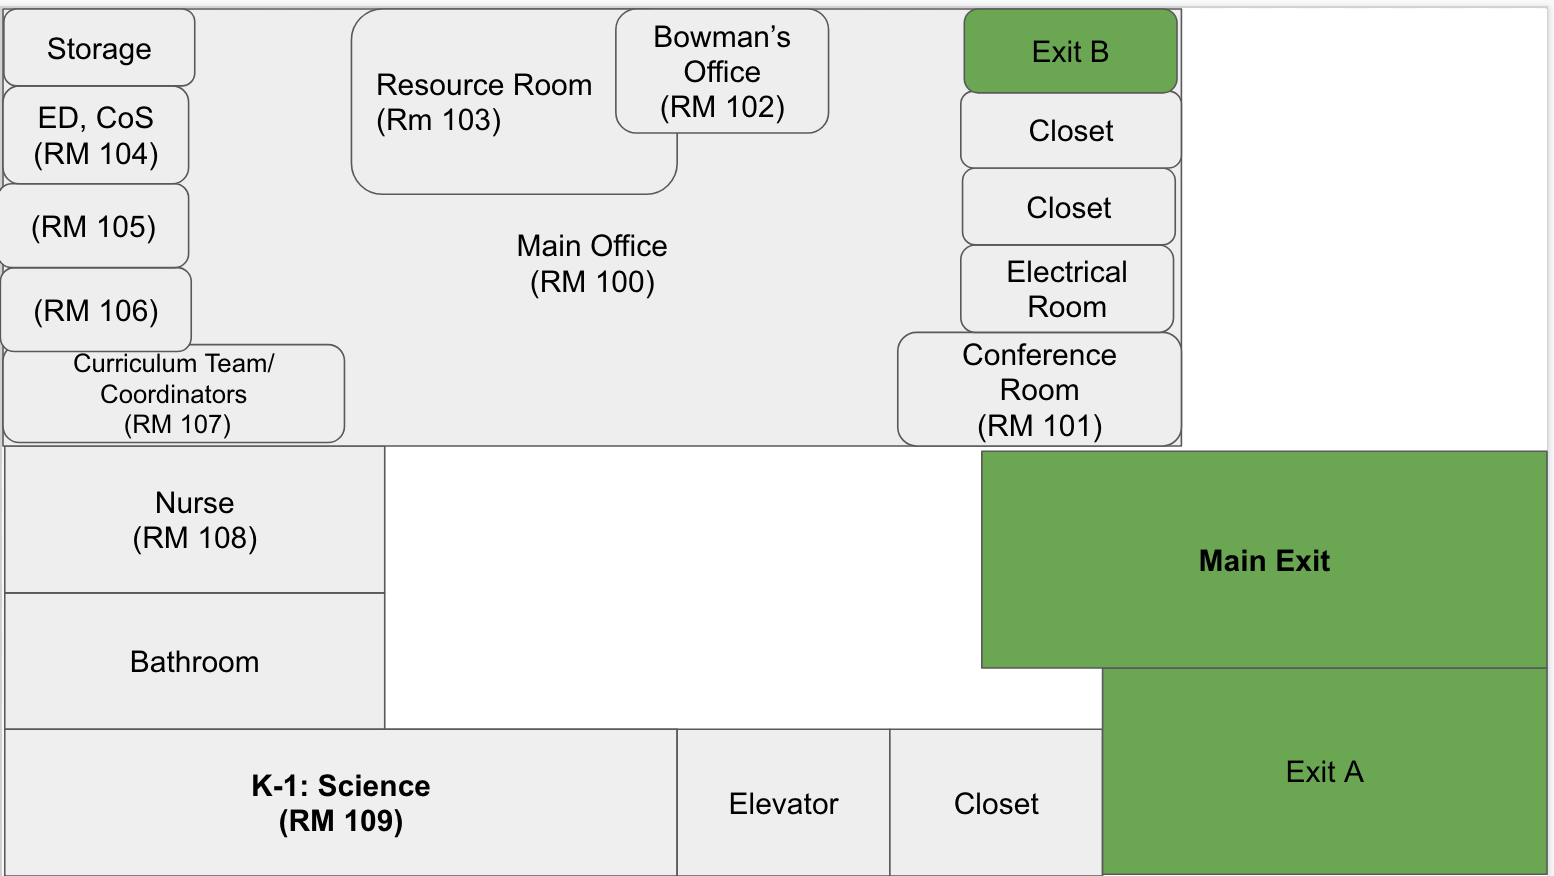 Storage
ED, CoS
(RM 104)
(RM 105)
(RM 106)
Curriculum Team/
Coordinators
(RM 107)
Resource Room
(Rm 103)
Bowman’s
Office
(RM 102)
Main Office
(RM 100)
Exit B
Closet
Closet
Electrical
Room
Conference
Room
(RM 101)
Nurse
(RM 108)
Bathroom
Main Exit
K-1: Science
(RM 109)
Elevator
Closet
Exit A